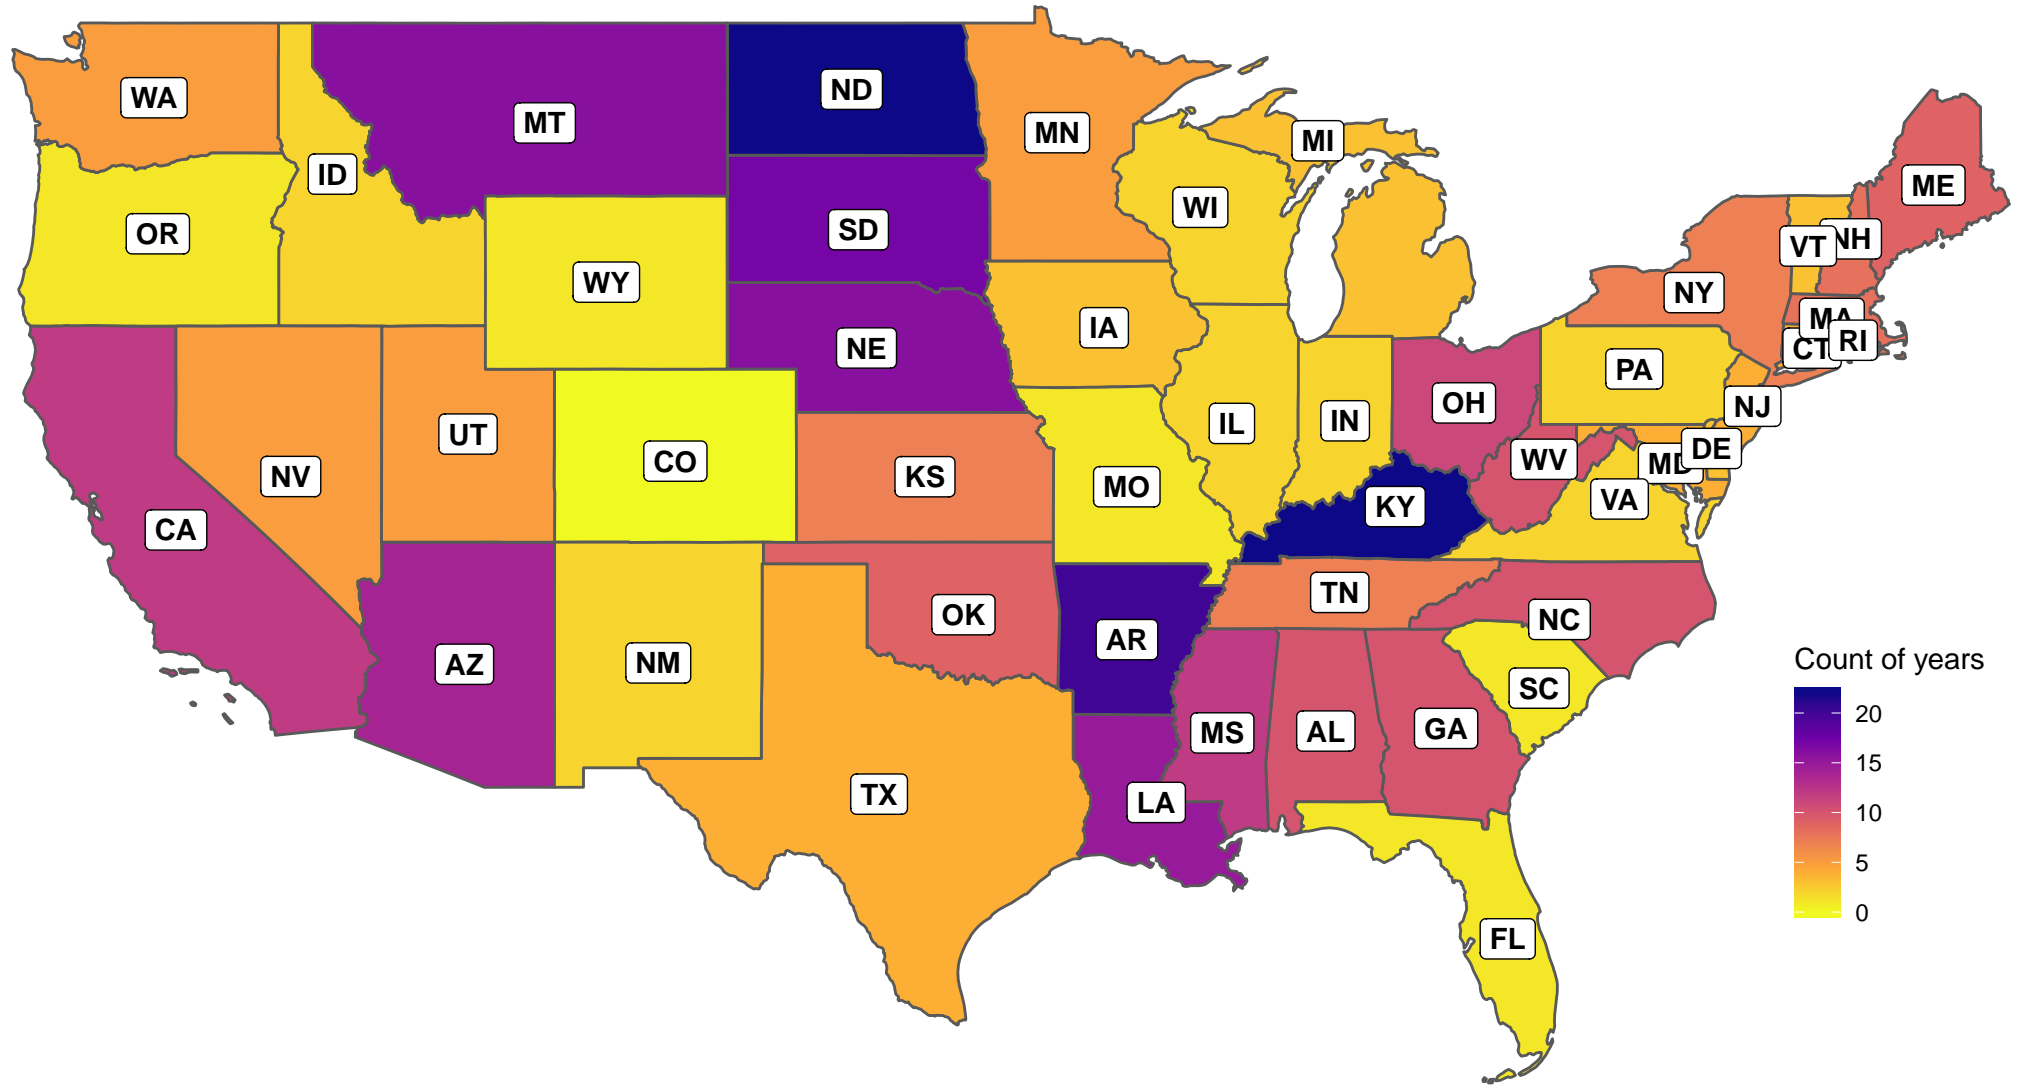 WA
MT
ND
MN
ID
OR
SD
WY
NE
IA
WI
MI
ME
VT
NH
NY
MA
RI
CT
PA
NJ
OH
IN
IL
DE
MD
WV
VA
KY
MO
KS
CO
UT
NV
CA
AZ
NM
OK
AR
TN
NC
SC
GA
AL
MS
LA
TX
FL
Count of years
20
15
10
5
0